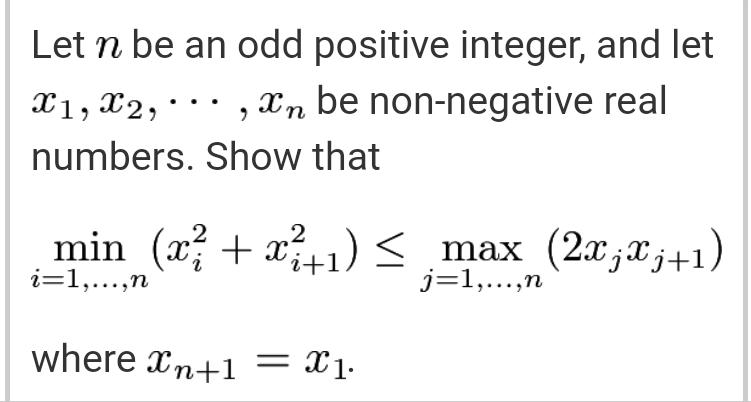 Let n be an odd positive integer, and let
x₁, x₂, ⋯ , xₙ be non-negative real
numbers. Show that
min (xᵢ² + xᵢ₊₁²) ≤ max (2xⱼxⱼ₊₁)
i=1,...,n j=1,...,n
where xₙ₊₁ = x₁.